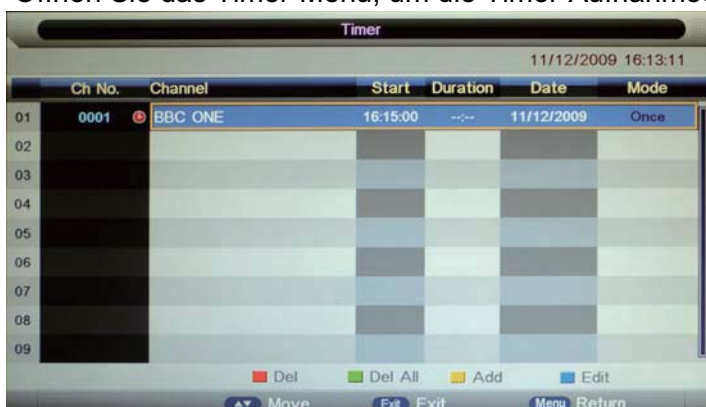 Öffnen Sie das Timer Menü, um die Timer Aufnahme
Timer
11/12/2009 16:13:11
Ch No. Channel Start Duration Date Mode
01 0001 BBC ONE 16:15:00 --:-- 11/12/2009 Once
02
03
04
05
06
07
08
09
Del Del All Add Edit
Move Exit Exit Menu Return